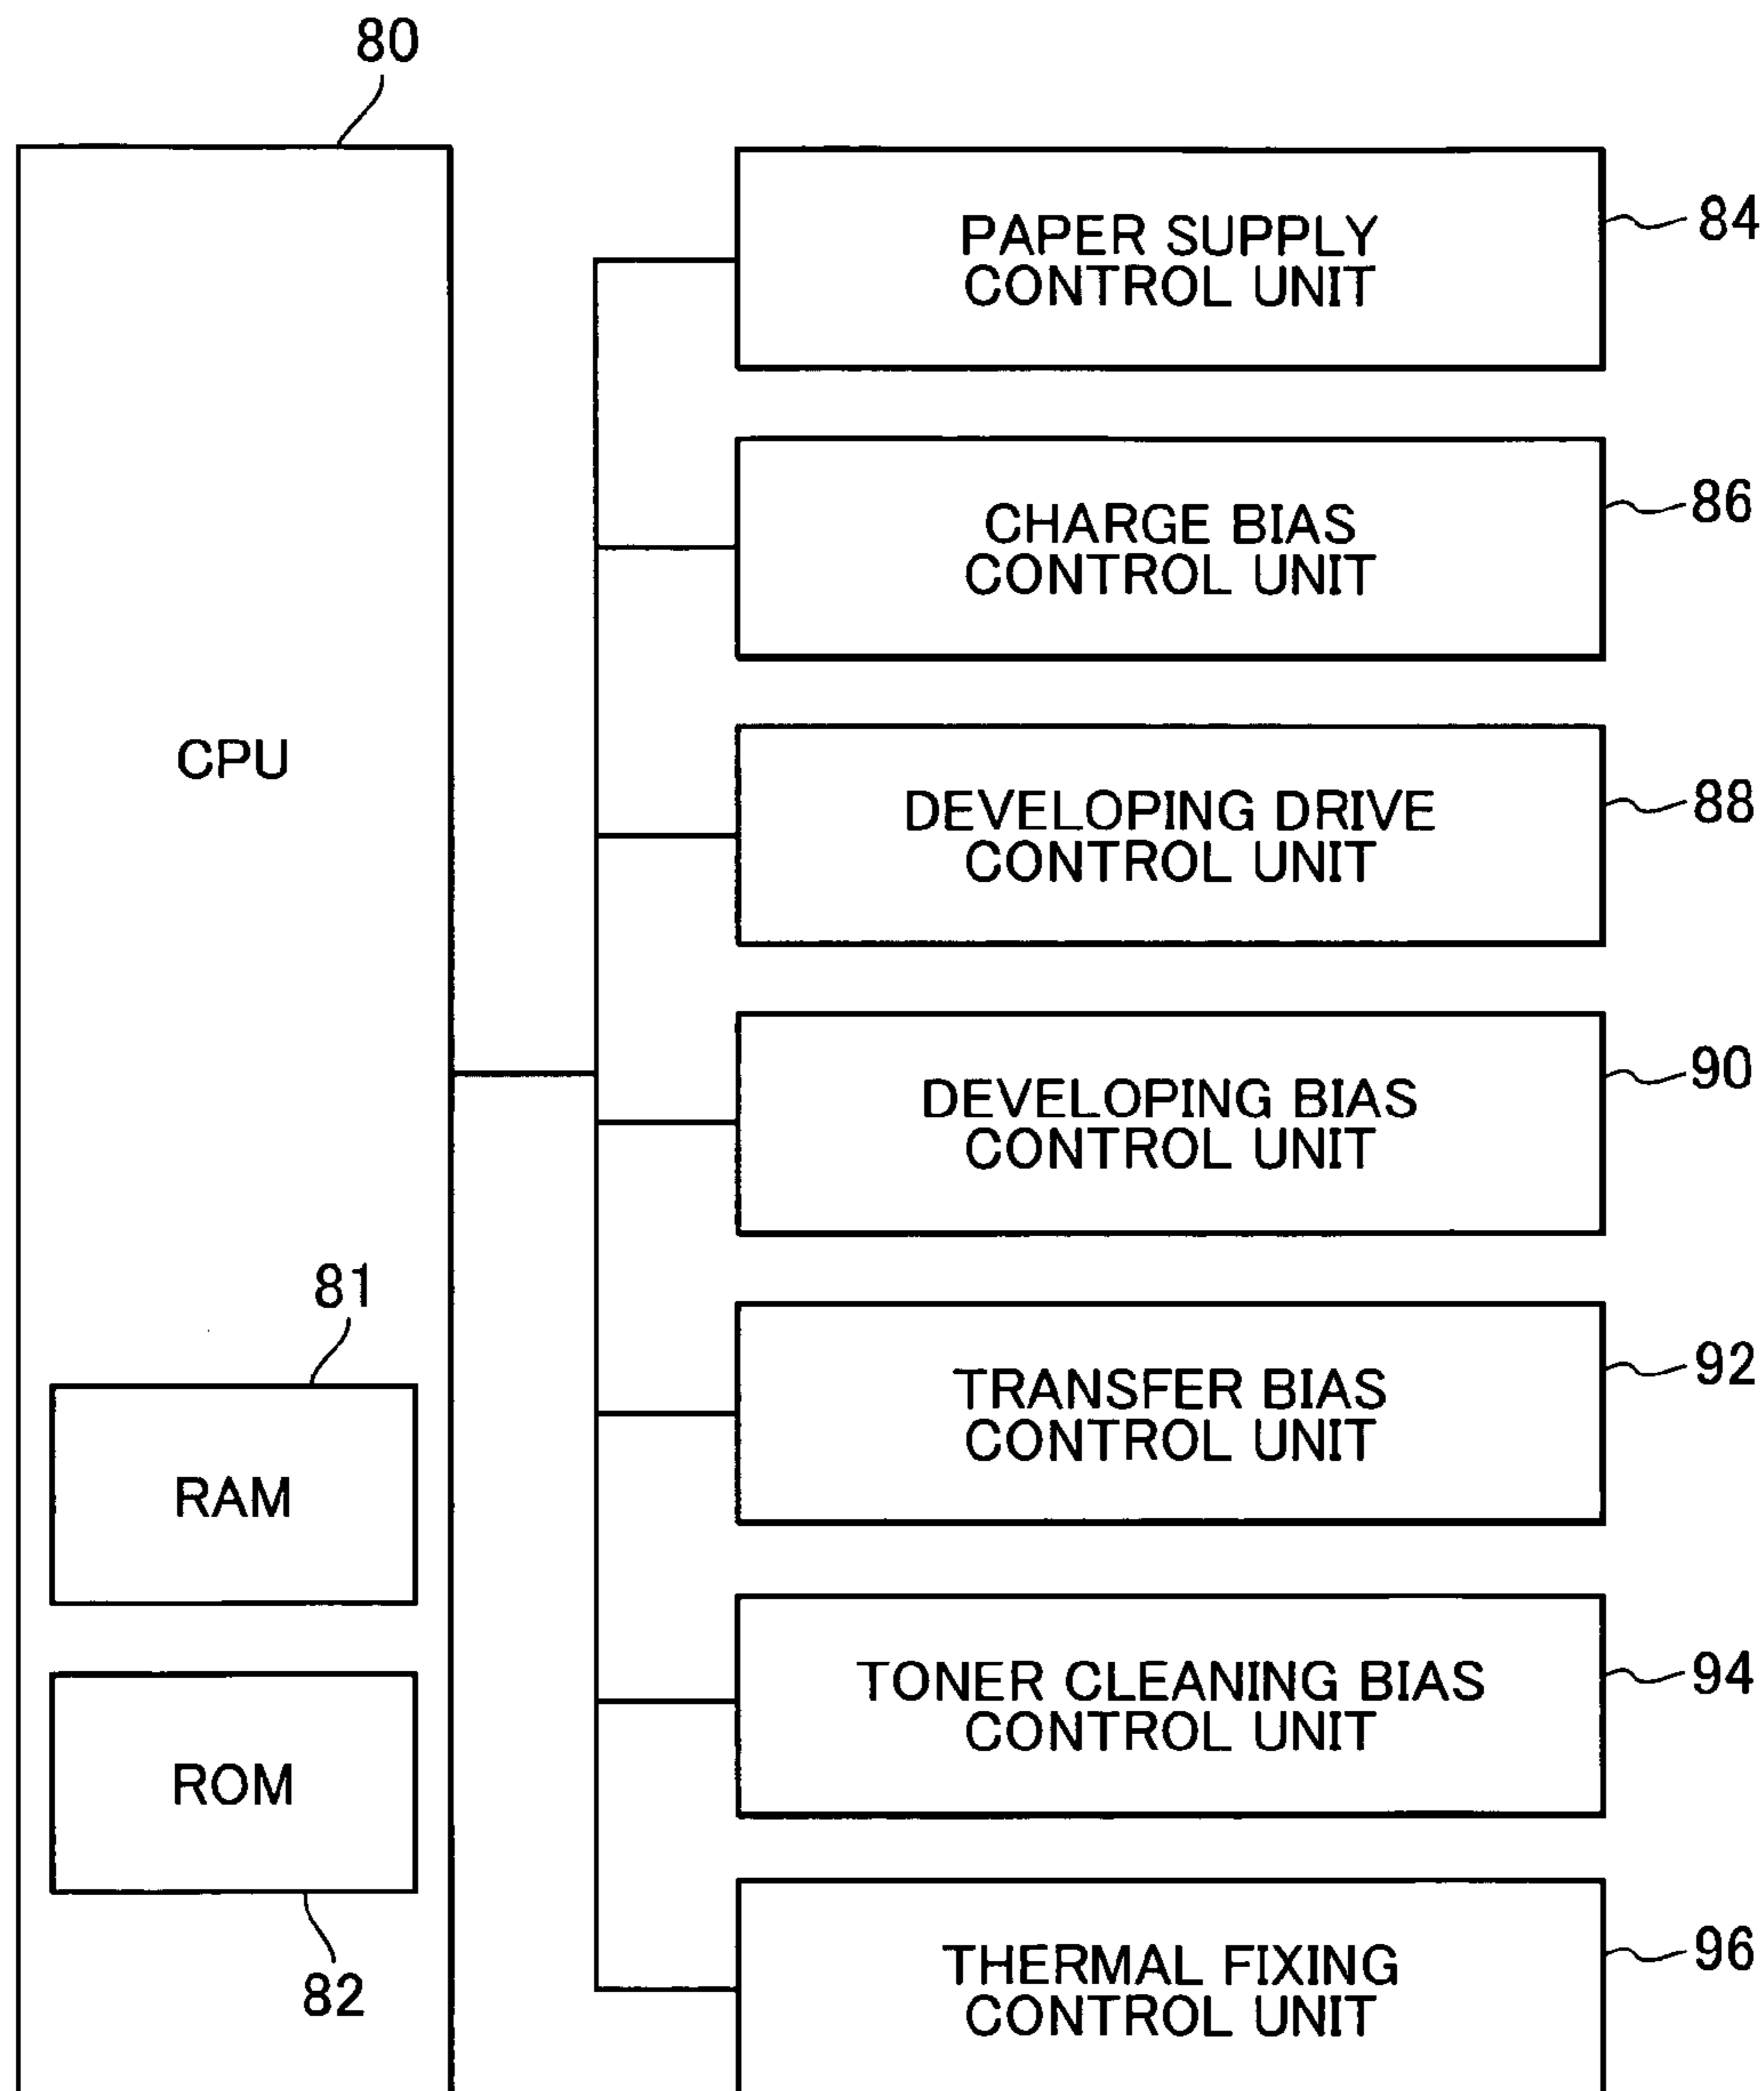 80
CPU
81
RAM
ROM
82
PAPER SUPPLY
CONTROL UNIT
84
CHARGE BIAS
CONTROL UNIT
86
DEVELOPING DRIVE
CONTROL UNIT
88
DEVELOPING BIAS
CONTROL UNIT
90
TRANSFER BIAS
CONTROL UNIT
92
TONER CLEANING BIAS
CONTROL UNIT
94
THERMAL FIXING
CONTROL UNIT
96